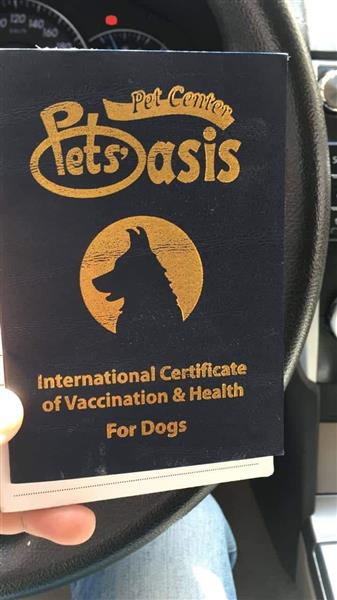 Pet Center
Pets' Oasis
International Certificate
of Vaccination & Health
For Dogs